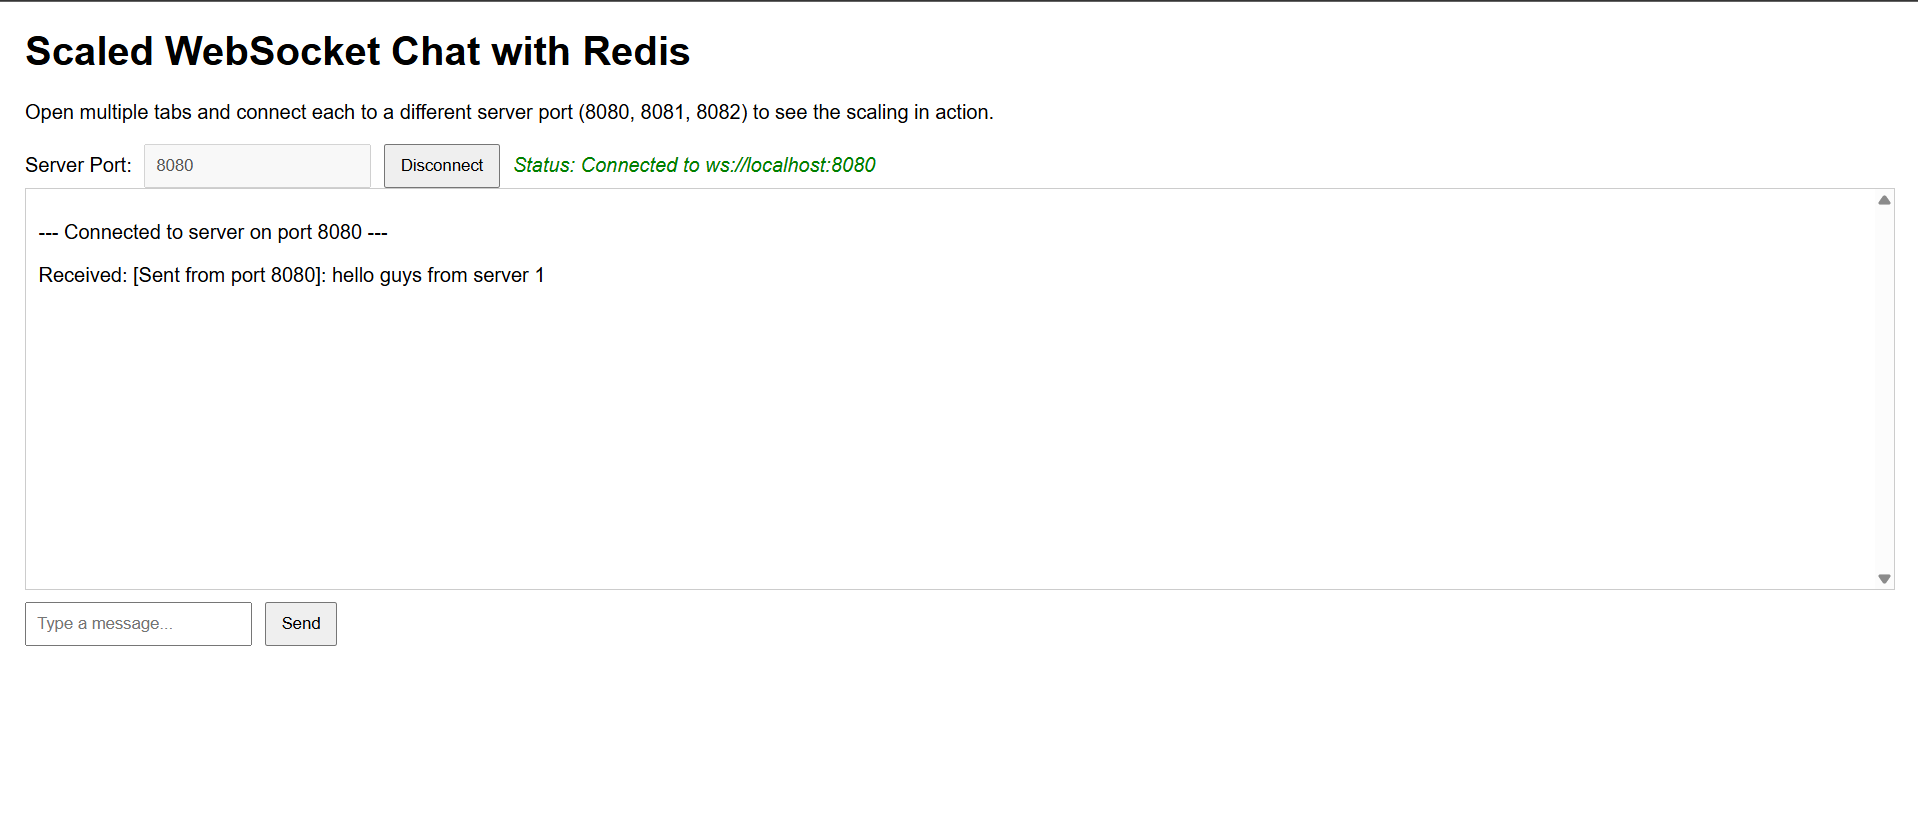 Scaled WebSocket Chat with Redis
Open multiple tabs and connect each to a different server port (8080, 8081, 8082) to see the scaling in action.
Server Port: 8080 Disconnect Status: Connected to ws://localhost:8080
--- Connected to server on port 8080 ---
Received: [Sent from port 8080]: hello guys from server 1
Type a message... Send